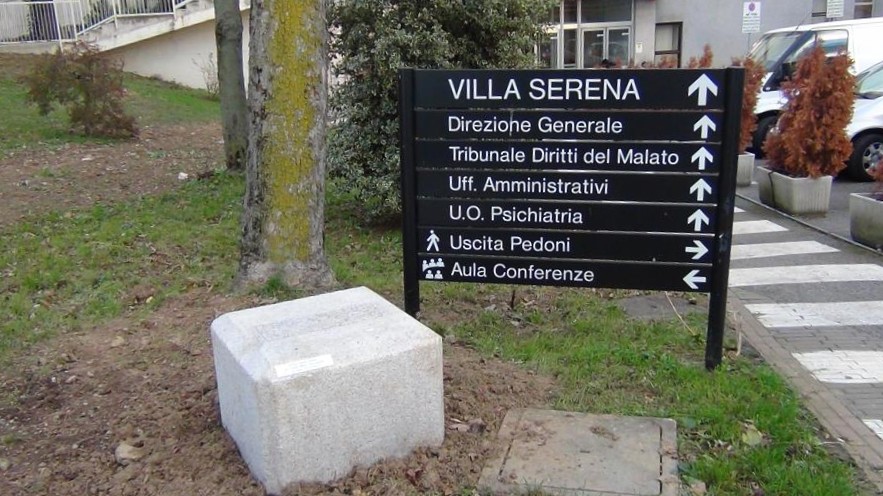 VILLA SERENA ↑
Direzione Generale ↑
Tribunale Diritti del Malato ↑
Uff. Amministrativi ↑
U.O. Psichiatria ↑
Uscita Pedoni →
Aula Conferenze ←